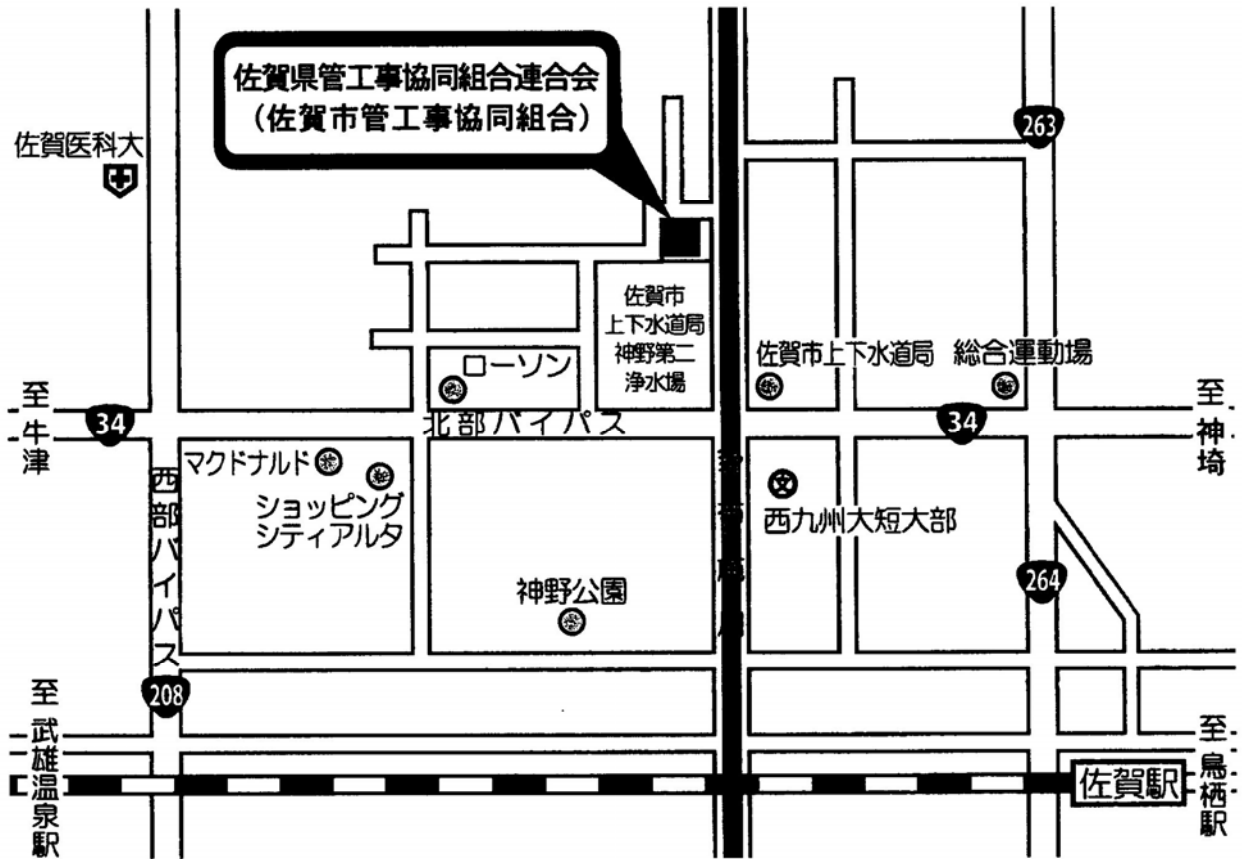 佐賀県管工事協同組合連合会
(佐賀市管工事協同組合)
263
佐賀医科大
佐賀市
上下水道局
神野第二
浄水場
佐賀市上下水道局
総合運動場
ローソン
至牛津
34
北部バイパス
34
至神埼
マクドナルド
ショッピング
シティアルタ
西部バイパス
西九州大短大部
神野公園
264
208
至武雄温泉駅
佐賀駅
至鳥栖駅